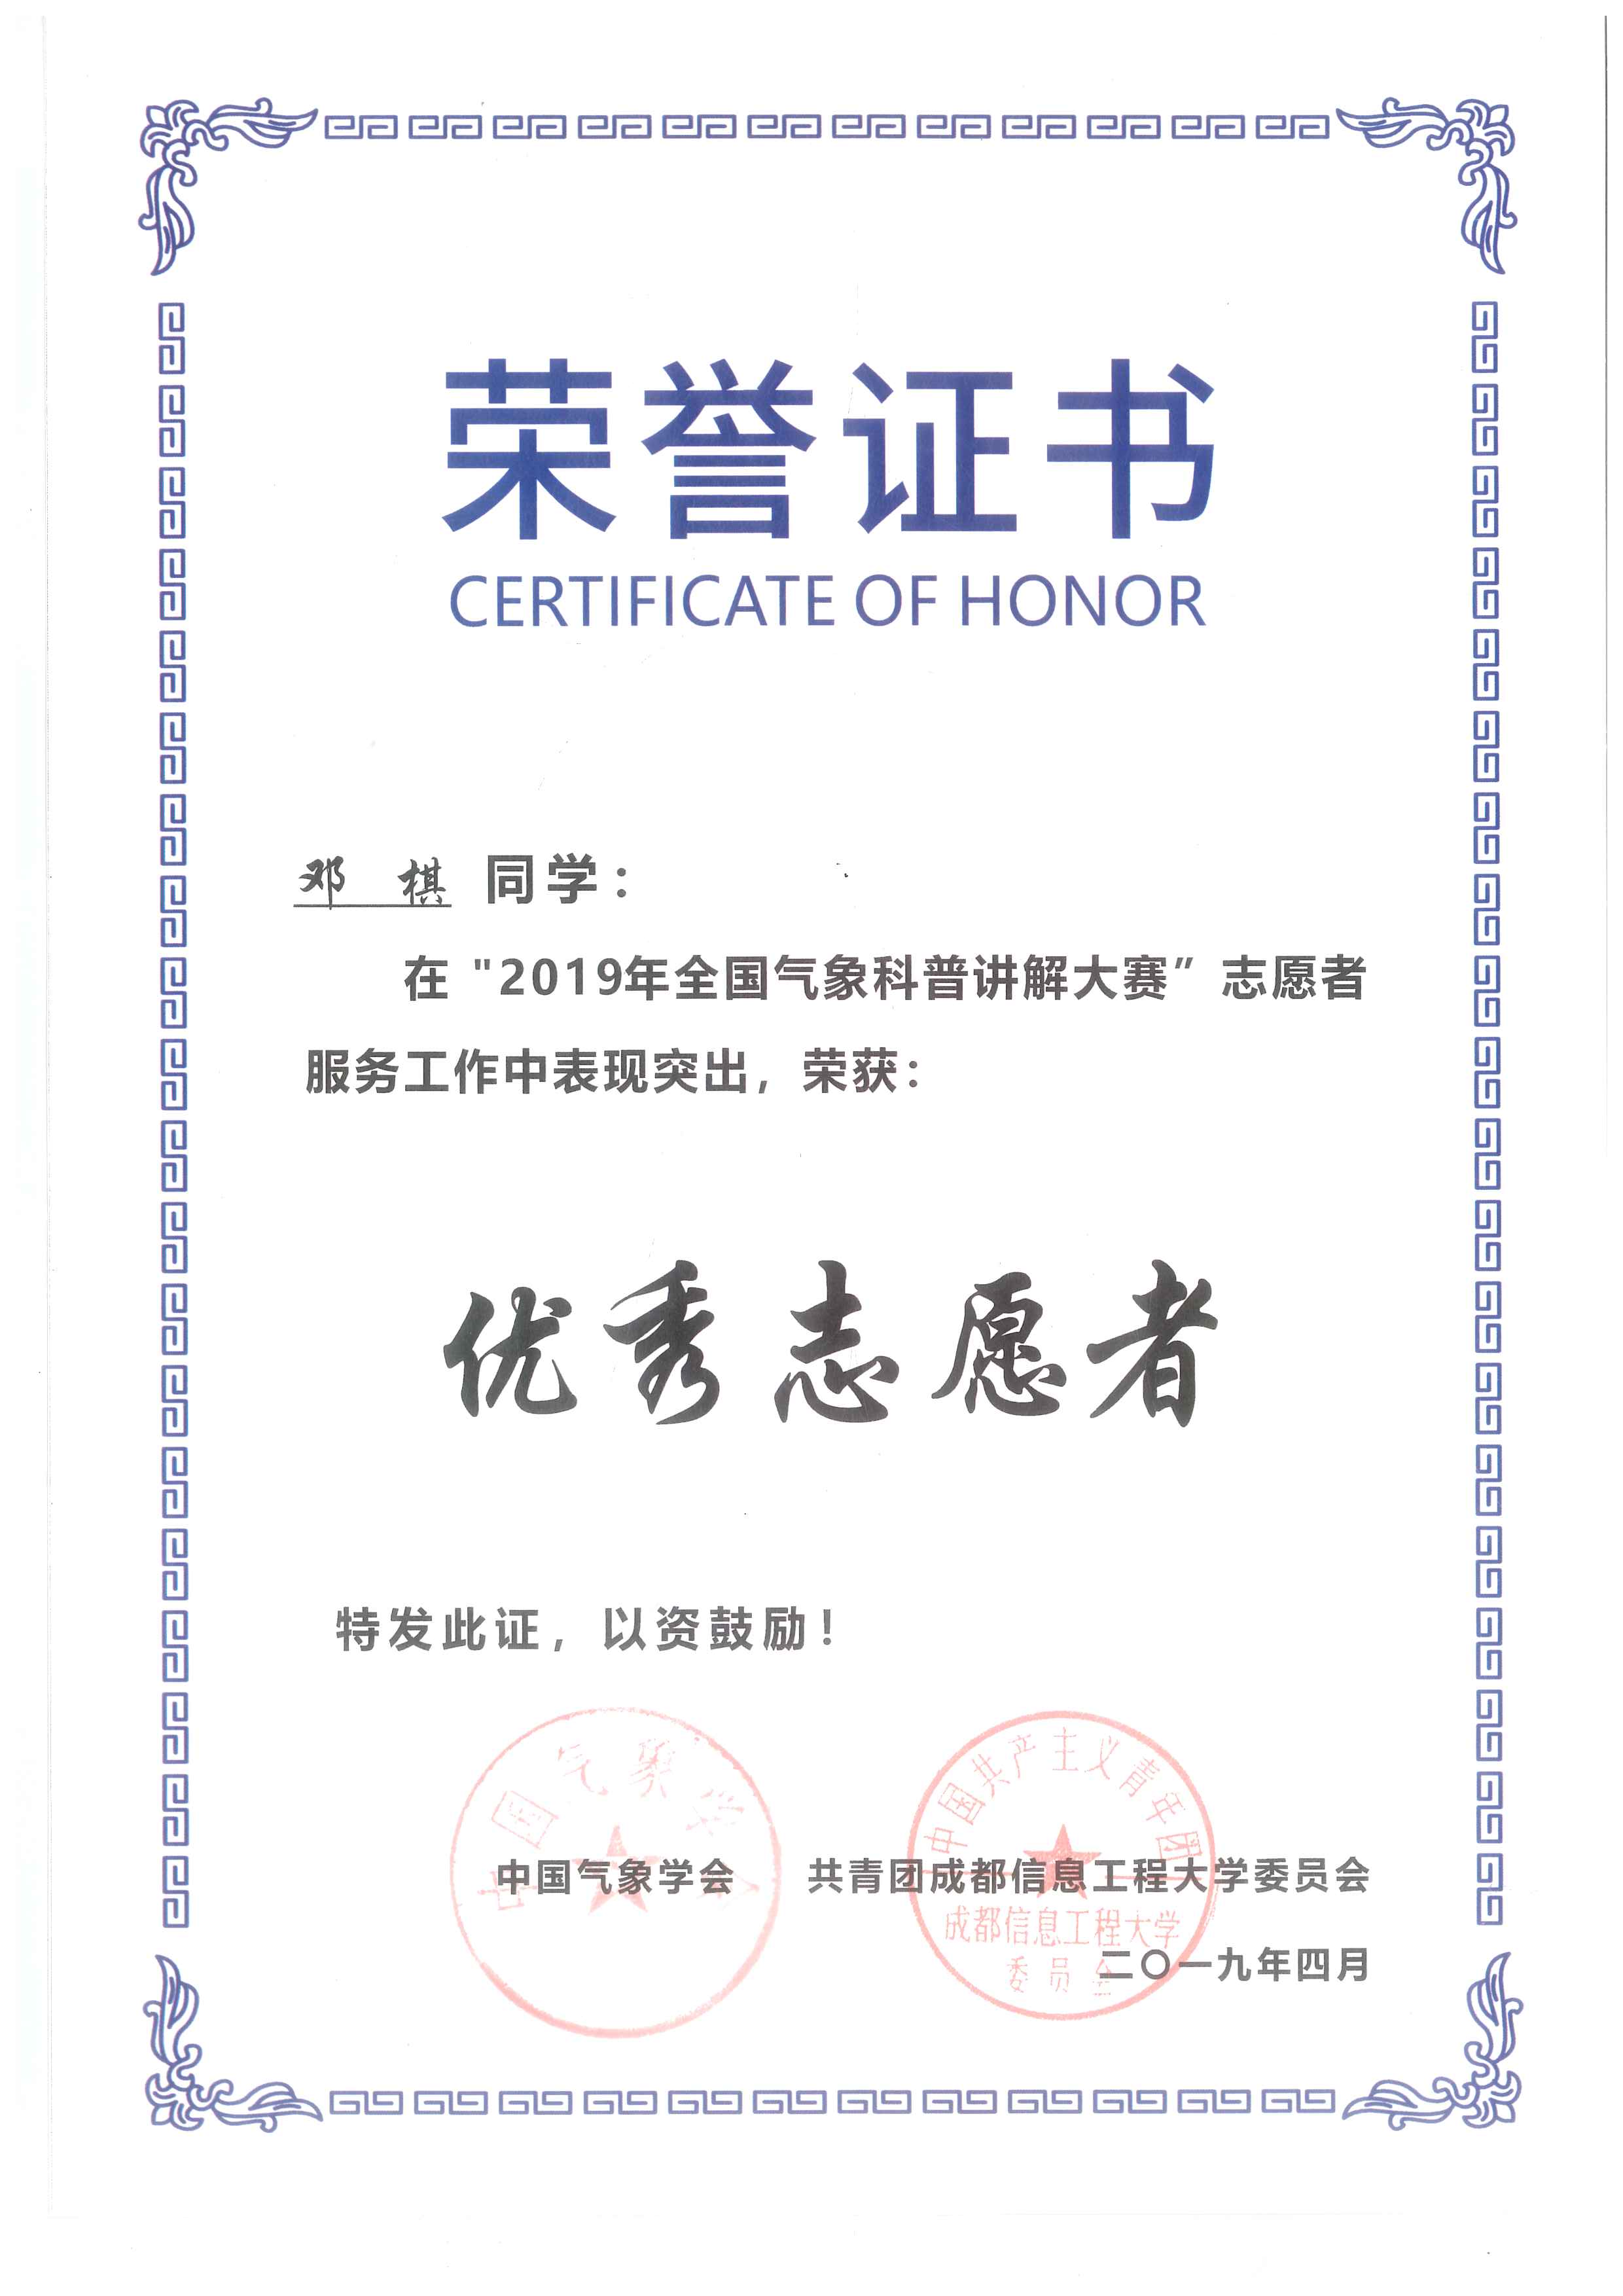 荣誉证书
CERTIFICATE OF HONOR
邓 棋 同学：
在"2019年全国气象科普讲解大赛”志愿者
服务工作中表现突出，荣获：
优秀志愿者
特发此证，以资鼓励！
中国气象学会
中国共产主义青年团
中国气象学会 共青团成都信息工程大学委员会
成都信息工程大学
委员会
二〇一九年四月